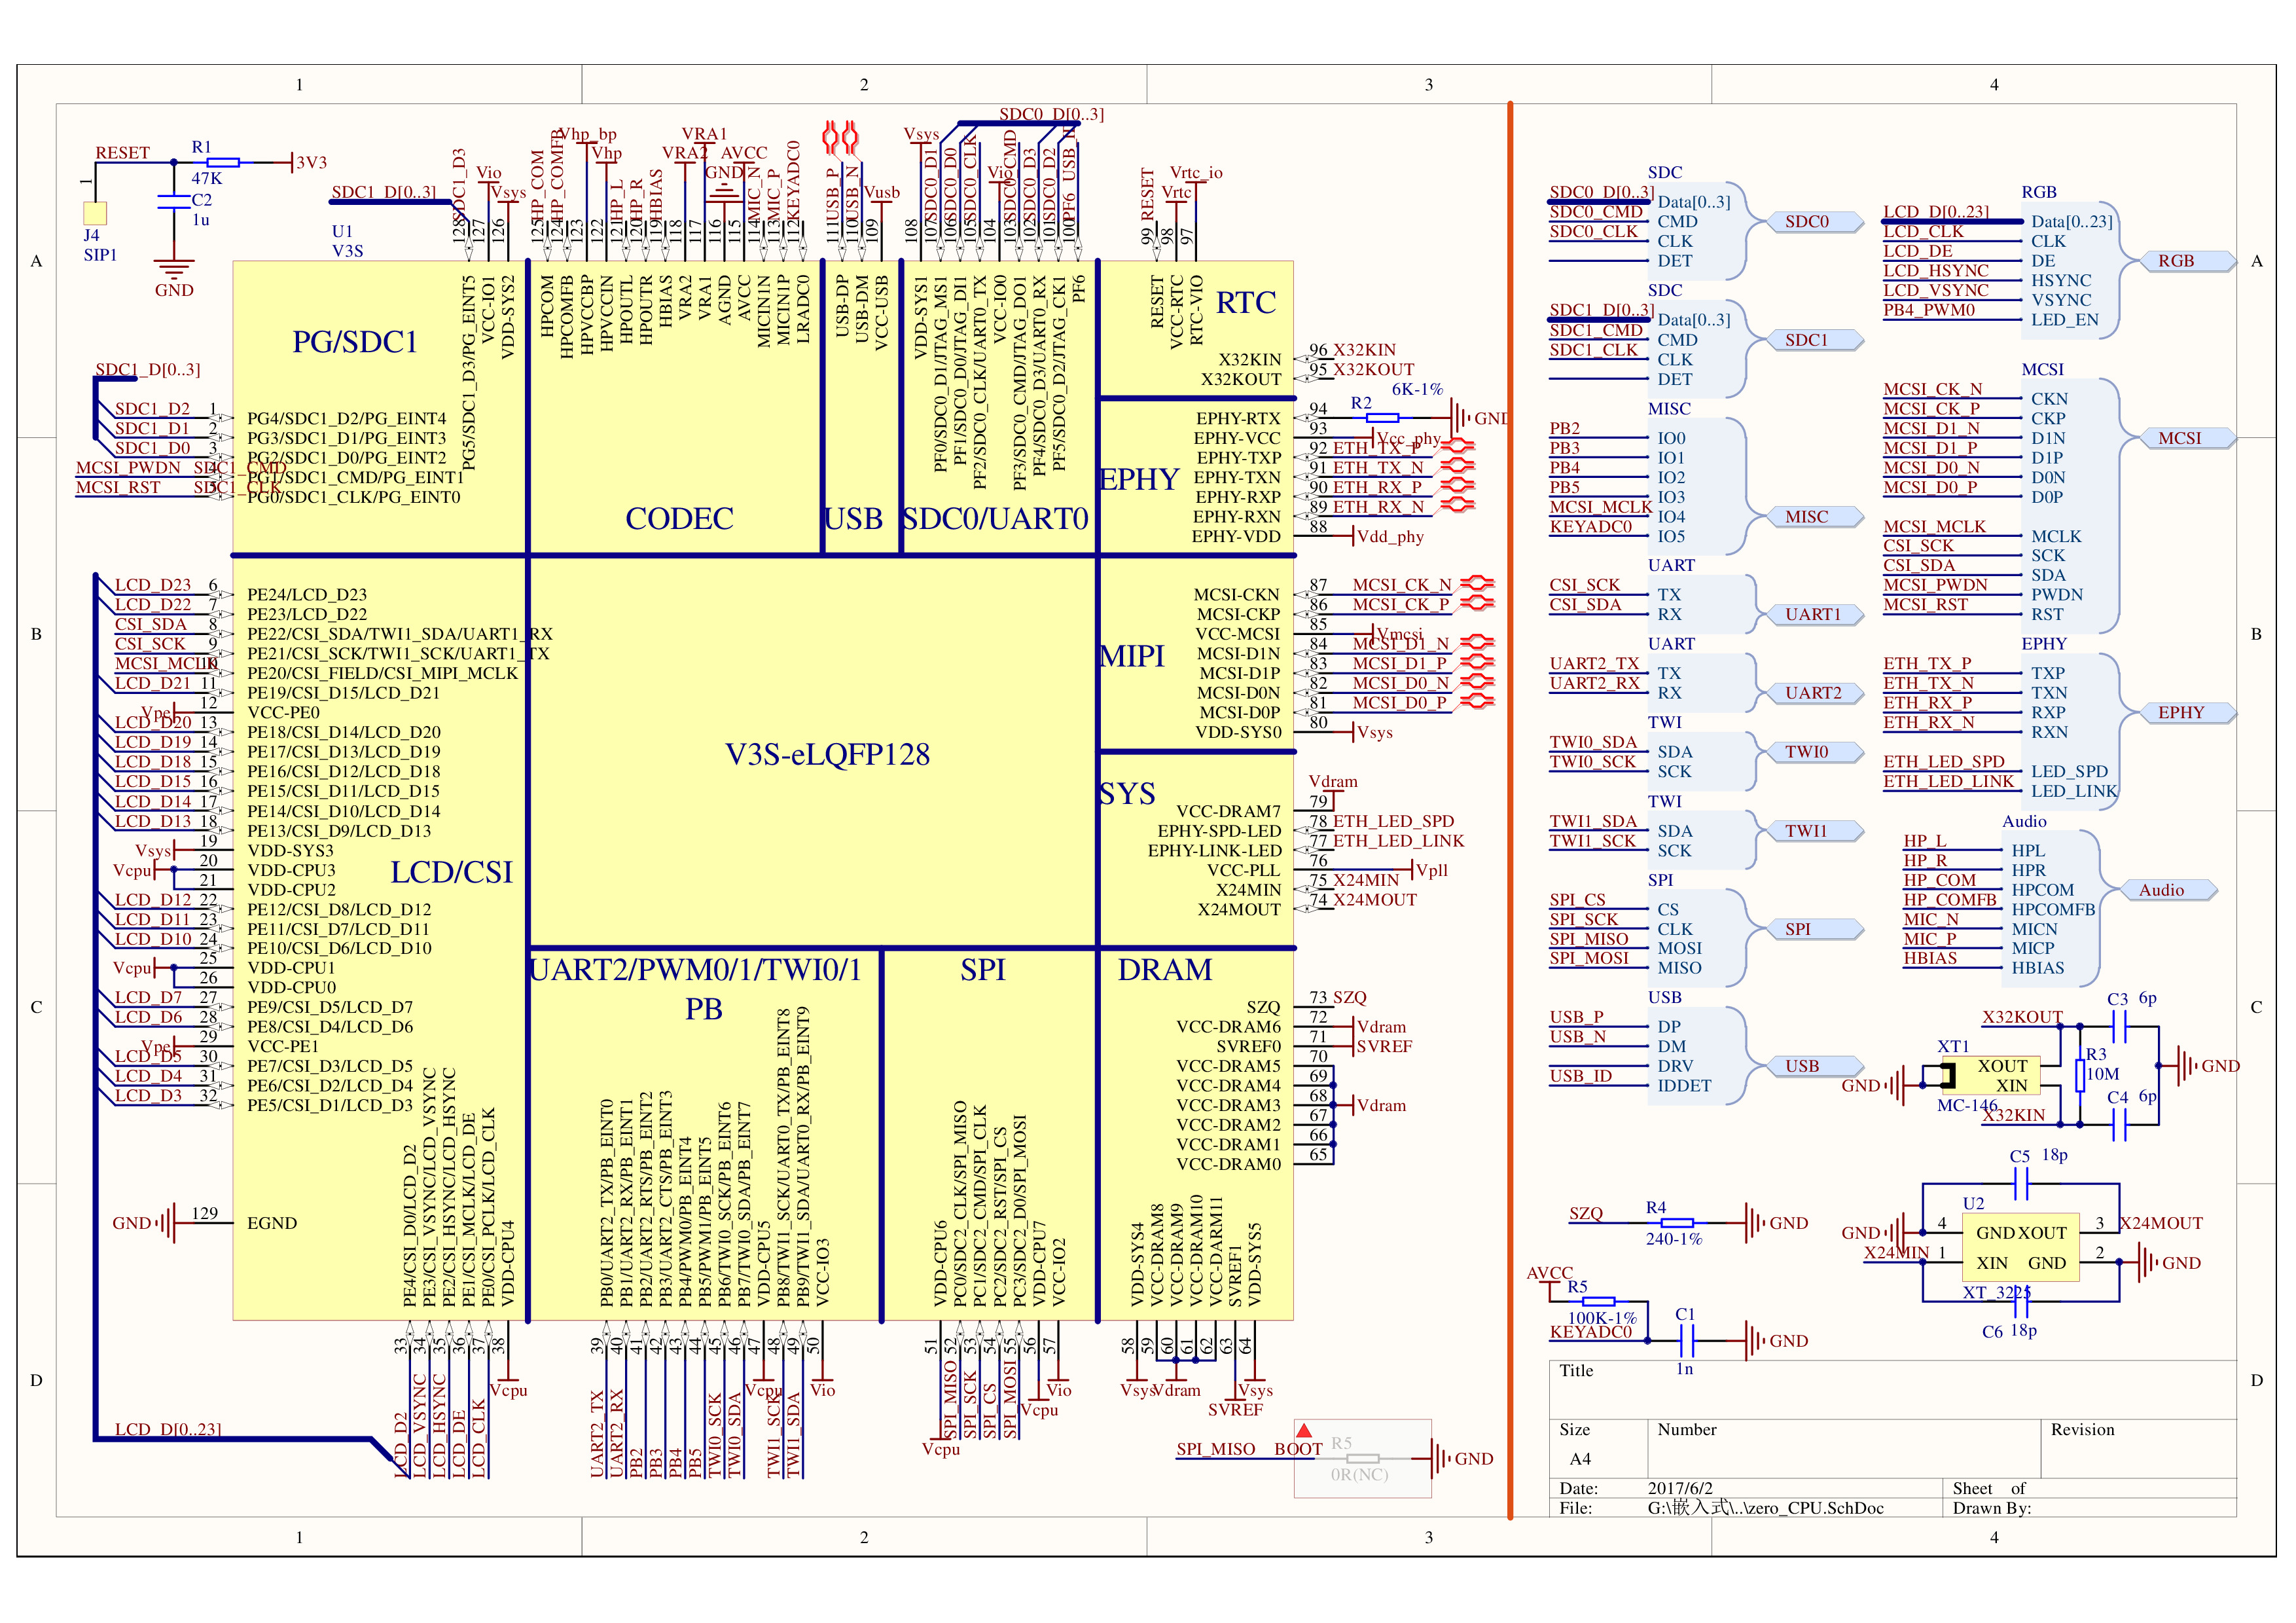 1 2 3 4
A
B
C
D
A
B
C
D
1 2 3 4
RESET
R1
47K
3V3
C2
1u
GND
1
J4
SIP1
SDC1_D[0..3]
U1
V3S
SDC1_D3
Vio
Vsys
HP_COM
HP_COMFB
Vhp_bp
Vhp
HP_L
HP_R
HBIAS
VRA2
VRA1
GND
AVCC
MIC_N
MIC_P
KEYADC0
USB_P
USB_N
Vusb
Vsys
SDC0_D[0..3]
SDC0_D1
SDC0_D0
SDC0_CLK
Vio
SDC0_CMD
SDC0_D3
SDC0_D2
PF6
RESET
Vrtc
Vrtc_io
128 PG5/SDC1_D3/PG_EINT5
127 VCC-IO1
126 VDD-SYS2
125 HPCOM
124 HPCOMFB
123 HPVCCBP
122 HPVCCIN
121 HPOUTL
120 HPOUTR
119 HBIAS
118 VRA2
117 VRA1
116 AGND
115 AVCC
114 MICIN1N
113 MICIN1P
112 LRADC0
111 USB-DP
110 USB-DM
109 VCC-USB
108 VDD-SYS1
107 PF0/SDC0_D1/JTAG_MS1
106 PF1/SDC0_D0/JTAG_DI1
105 PF2/SDC0_CLK/UART0_TX
104 VCC-IO0
103 PF3/SDC0_CMD/JTAG_DO1
102 PF4/SDC0_D3/UART0_RX
101 PF5/SDC0_D2/JTAG_CK1
100 PF6
99 RESET
98 VCC-RTC
97 RTC-VIO
PG/SDC1
CODEC
USB
SDC0/UART0
RTC
EPHY
MIPI
SYS
DRAM
SPI
UART2/PWM0/1/TWI0/1
PB
LCD/CSI
V3S-eLQFP128
SDC1_D[0..3]
SDC1_D2 1 PG4/SDC1_D2/PG_EINT4
SDC1_D1 2 PG3/SDC1_D1/PG_EINT3
SDC1_D0 3 PG2/SDC1_D0/PG_EINT2
MCSI_PWDN SDC1_CMD 4 PG1/SDC1_CMD/PG_EINT1
MCSI_RST SDC1_CLK 5 PG0/SDC1_CLK/PG_EINT0
LCD_D23 6 PE24/LCD_D23
LCD_D22 7 PE23/LCD_D22
CSI_SDA 8 PE22/CSI_SDA/TWI1_SDA/UART1_RX
CSI_SCK 9 PE21/CSI_SCK/TWI1_SCK/UART1_TX
MCSI_MCLK 10 PE20/CSI_FIELD/CSI_MIPI_MCLK
LCD_D21 11 PE19/CSI_D15/LCD_D21
Vpe 12 VCC-PE0
LCD_D20 13 PE18/CSI_D14/LCD_D20
LCD_D19 14 PE17/CSI_D13/LCD_D19
LCD_D18 15 PE16/CSI_D12/LCD_D18
LCD_D15 16 PE15/CSI_D11/LCD_D15
LCD_D14 17 PE14/CSI_D10/LCD_D14
LCD_D13 18 PE13/CSI_D9/LCD_D13
Vsys 19 VDD-SYS3
Vcpu 20 VDD-CPU3
21 VDD-CPU2
LCD_D12 22 PE12/CSI_D8/LCD_D12
LCD_D11 23 PE11/CSI_D7/LCD_D11
LCD_D10 24 PE10/CSI_D6/LCD_D10
Vcpu 25 VDD-CPU1
26 VDD-CPU0
LCD_D7 27 PE9/CSI_D5/LCD_D7
LCD_D6 28 PE8/CSI_D4/LCD_D6
Vpe 29 VCC-PE1
LCD_D5 30 PE7/CSI_D3/LCD_D5
LCD_D4 31 PE6/CSI_D2/LCD_D4
LCD_D3 32 PE5/CSI_D1/LCD_D3
GND 129 EGND
LCD_D[0..23]
X32KIN 96 X32KIN
X32KOUT 95 X32KOUT
EPHY-RTX 94 R2 6K-1% GND
EPHY-VCC 93 Vcc_phy
EPHY-TXP 92 ETH_TX_P
EPHY-TXN 91 ETH_TX_N
EPHY-RXP 90 ETH_RX_P
EPHY-RXN 89 ETH_RX_N
EPHY-VDD 88 Vdd_phy
MCSI-CKN 87 MCSI_CK_N
MCSI-CKP 86 MCSI_CK_P
VCC-MCSI 85 Vmcsi
MCSI-D1N 84 MCSI_D1_N
MCSI-D1P 83 MCSI_D1_P
MCSI-D0N 82 MCSI_D0_N
MCSI-D0P 81 MCSI_D0_P
VDD-SYS0 80 Vsys
Vdram
VCC-DRAM7 79
EPHY-SPD-LED 78 ETH_LED_SPD
EPHY-LINK-LED 77 ETH_LED_LINK
VCC-PLL 76 Vpll
X24MIN 75 X24MIN
X24MOUT 74 X24MOUT
SZQ 73 SZQ
VCC-DRAM6 72 Vdram
SVREF0 71 SVREF
VCC-DRAM5 70
VCC-DRAM4 69
VCC-DRAM3 68 Vdram
VCC-DRAM2 67
VCC-DRAM1 66
VCC-DRAM0 65
PE4/CSI_D0/LCD_D2 33 LCD_D2
PE3/CSI_VSYNC/LCD_VSYNC 34 LCD_VSYNC
PE2/CSI_HSYNC/LCD_HSYNC 35 LCD_HSYNC
PE1/CSI_MCLK/LCD_DE 36 LCD_DE
PE0/CSI_PCLK/LCD_CLK 37 LCD_CLK
VDD-CPU4 38 Vcpu
PB0/UART2_TX/PB_EINT0 39 UART2_TX
PB1/UART2_RX/PB_EINT1 40 UART2_RX
PB2/UART2_RTS/PB_EINT2 41 PB2
PB3/UART2_CTS/PB_EINT3 42 PB3
PB4/PWM0/PB_EINT4 43 PB4
PB5/PWM1/PB_EINT5 44 PB5
PB6/TWI0_SCK/PB_EINT6 45 TWI0_SCK
PB7/TWI0_SDA/PB_EINT7 46 TWI0_SDA
VDD-CPU5 47 Vcpu
PB8/TWI1_SCK/UART0_TX/PB_EINT8 48 TWI1_SCK
PB9/TWI1_SDA/UART0_RX/PB_EINT9 49 TWI1_SDA
VCC-IO3 50 Vio
VDD-CPU6 51 Vcpu
PC0/SDC2_CLK/SPI_MISO 52 SPI_MISO
PC1/SDC2_CMD/SPI_CLK 53 SPI_SCK
PC2/SDC2_RST/SPI_CS 54 SPI_CS
PC3/SDC2_D0/SPI_MOSI 55 SPI_MOSI
VDD-CPU7 56 Vcpu
VCC-IO2 57 Vio
VDD-SYS4 58 Vsys
VCC-DRAM8 59
VCC-DRAM9 60 Vdram
VCC-DRAM10 61
VCC-DARM11 62
SVREF1 63 SVREF
VDD-SYS5 64 Vsys
SPI_MISO BOOT R5 GND
0R(NC)
SDC
SDC0_D[0..3] Data[0..3]
SDC0_CMD CMD
SDC0_CLK CLK
DET
SDC0
SDC
SDC1_D[0..3] Data[0..3]
SDC1_CMD CMD
SDC1_CLK CLK
DET
SDC1
MISC
PB2 IO0
PB3 IO1
PB4 IO2
PB5 IO3
MCSI_MCLK IO4
KEYADC0 IO5
MISC
UART
CSI_SCK TX
CSI_SDA RX
UART1
UART
UART2_TX TX
UART2_RX RX
UART2
TWI
TWI0_SDA SDA
TWI0_SCK SCK
TWI0
TWI
TWI1_SDA SDA
TWI1_SCK SCK
TWI1
SPI
SPI_CS CS
SPI_SCK CLK
SPI_MISO MOSI
SPI_MOSI MISO
SPI
USB
USB_P DP
USB_N DM
DRV
USB_ID IDDET
USB
RGB
LCD_D[0..23] Data[0..23]
LCD_CLK CLK
LCD_DE DE
LCD_HSYNC HSYNC
LCD_VSYNC VSYNC
PB4_PWM0 LED_EN
RGB
MCSI
MCSI_CK_N CKN
MCSI_CK_P CKP
MCSI_D1_N D1N
MCSI_D1_P D1P
MCSI_D0_N D0N
MCSI_D0_P D0P
MCSI_MCLK MCLK
CSI_SCK SCK
CSI_SDA SDA
MCSI_PWDN PWDN
MCSI_RST RST
MCSI
EPHY
ETH_TX_P TXP
ETH_TX_N TXN
ETH_RX_P RXP
ETH_RX_N RXN
ETH_LED_SPD LED_SPD
ETH_LED_LINK LED_LINK
EPHY
Audio
HP_L HPL
HP_R HPR
HP_COM HPCOM
HP_COMFB HPCOMFB
MIC_N MICN
MIC_P MICP
HBIAS HBIAS
Audio
X32KOUT C3 6p
XT1 XOUT R3
GND XIN 10M GND
MC-146 C4 6p
X32KIN
C5 18p
U2
GND 4 GND XOUT 3 X24MOUT
X24MIN 1 XIN GND 2 GND
XT_3225
C6 18p
SZQ R4 GND
240-1%
AVCC
R5
100K-1%
KEYADC0 C1 GND
1n
Title
Size Number Revision
A4
Date: 2017/6/2 Sheet of
File: G:\嵌入式\..\zero_CPU.SchDoc Drawn By: